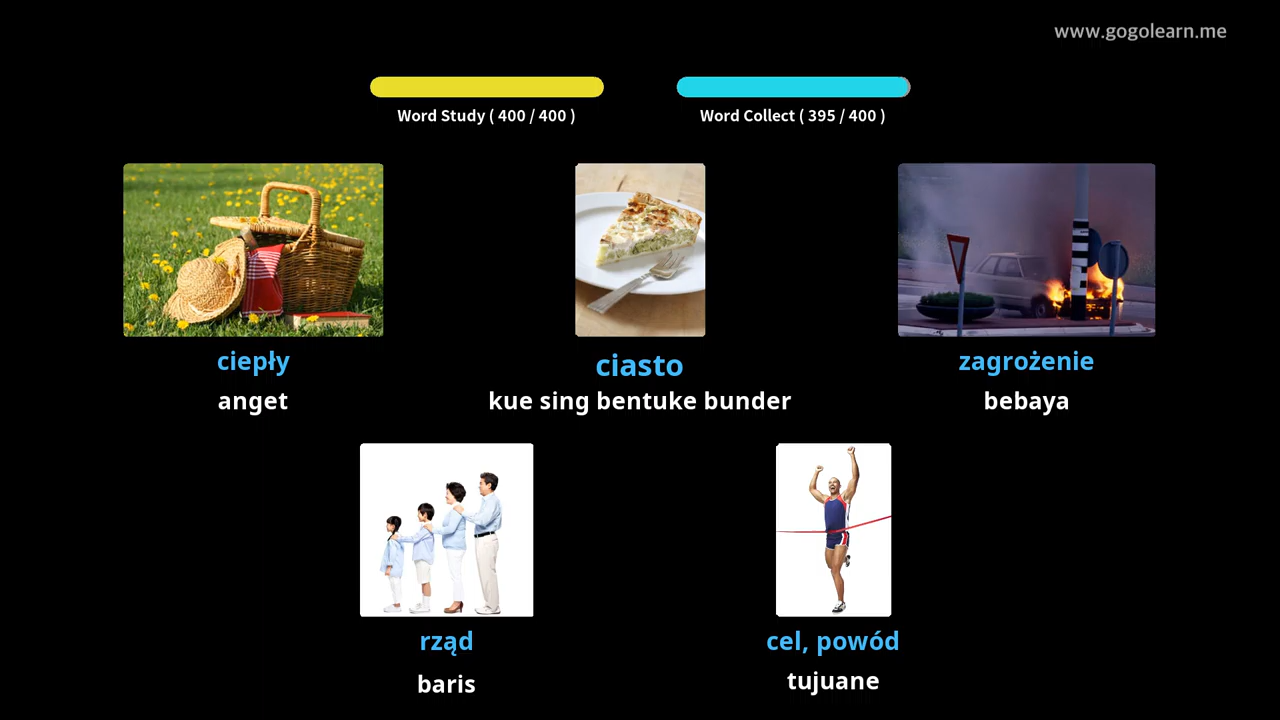 www.gogolearn.me
Word Study ( 400 / 400 )
Word Collect ( 395 / 400 )
ciepły
anget
ciasto
kue sing bentuke bunder
zagrożenie
bebaya
rząd
baris
cel, powód
tujuane